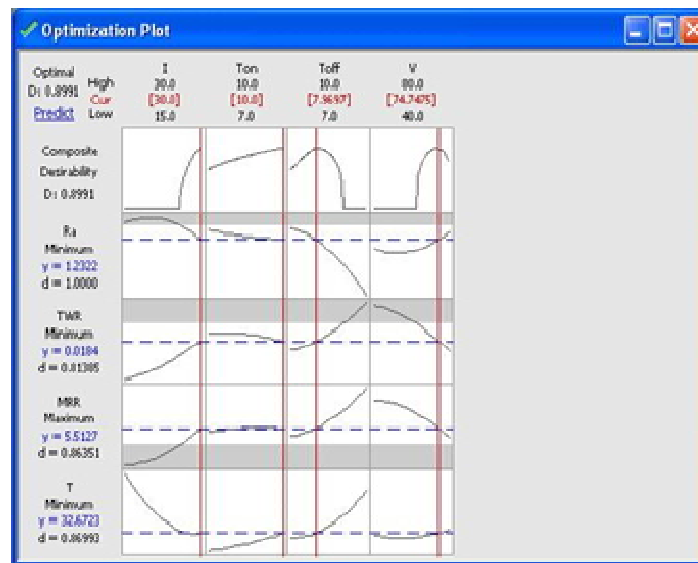 Optimization Plot
Optimal
D: 0.8991
Predict
High
Cur
Low
I
30.0
[30.0]
15.0
Ton
10.0
[10.0]
7.0
Toff
10.0
[7.9697]
7.0
V
80.0
[74.7475]
40.0
Composite
Desirability
D: 0.8991
Ra
Minimum
y = 1.2322
d = 1.0000
TWR
Minimum
y = 0.0184
d = 0.81385
MRR
Maximum
y = 5.5127
d = 0.86351
T
Minimum
y = 32.6723
d = 0.86993